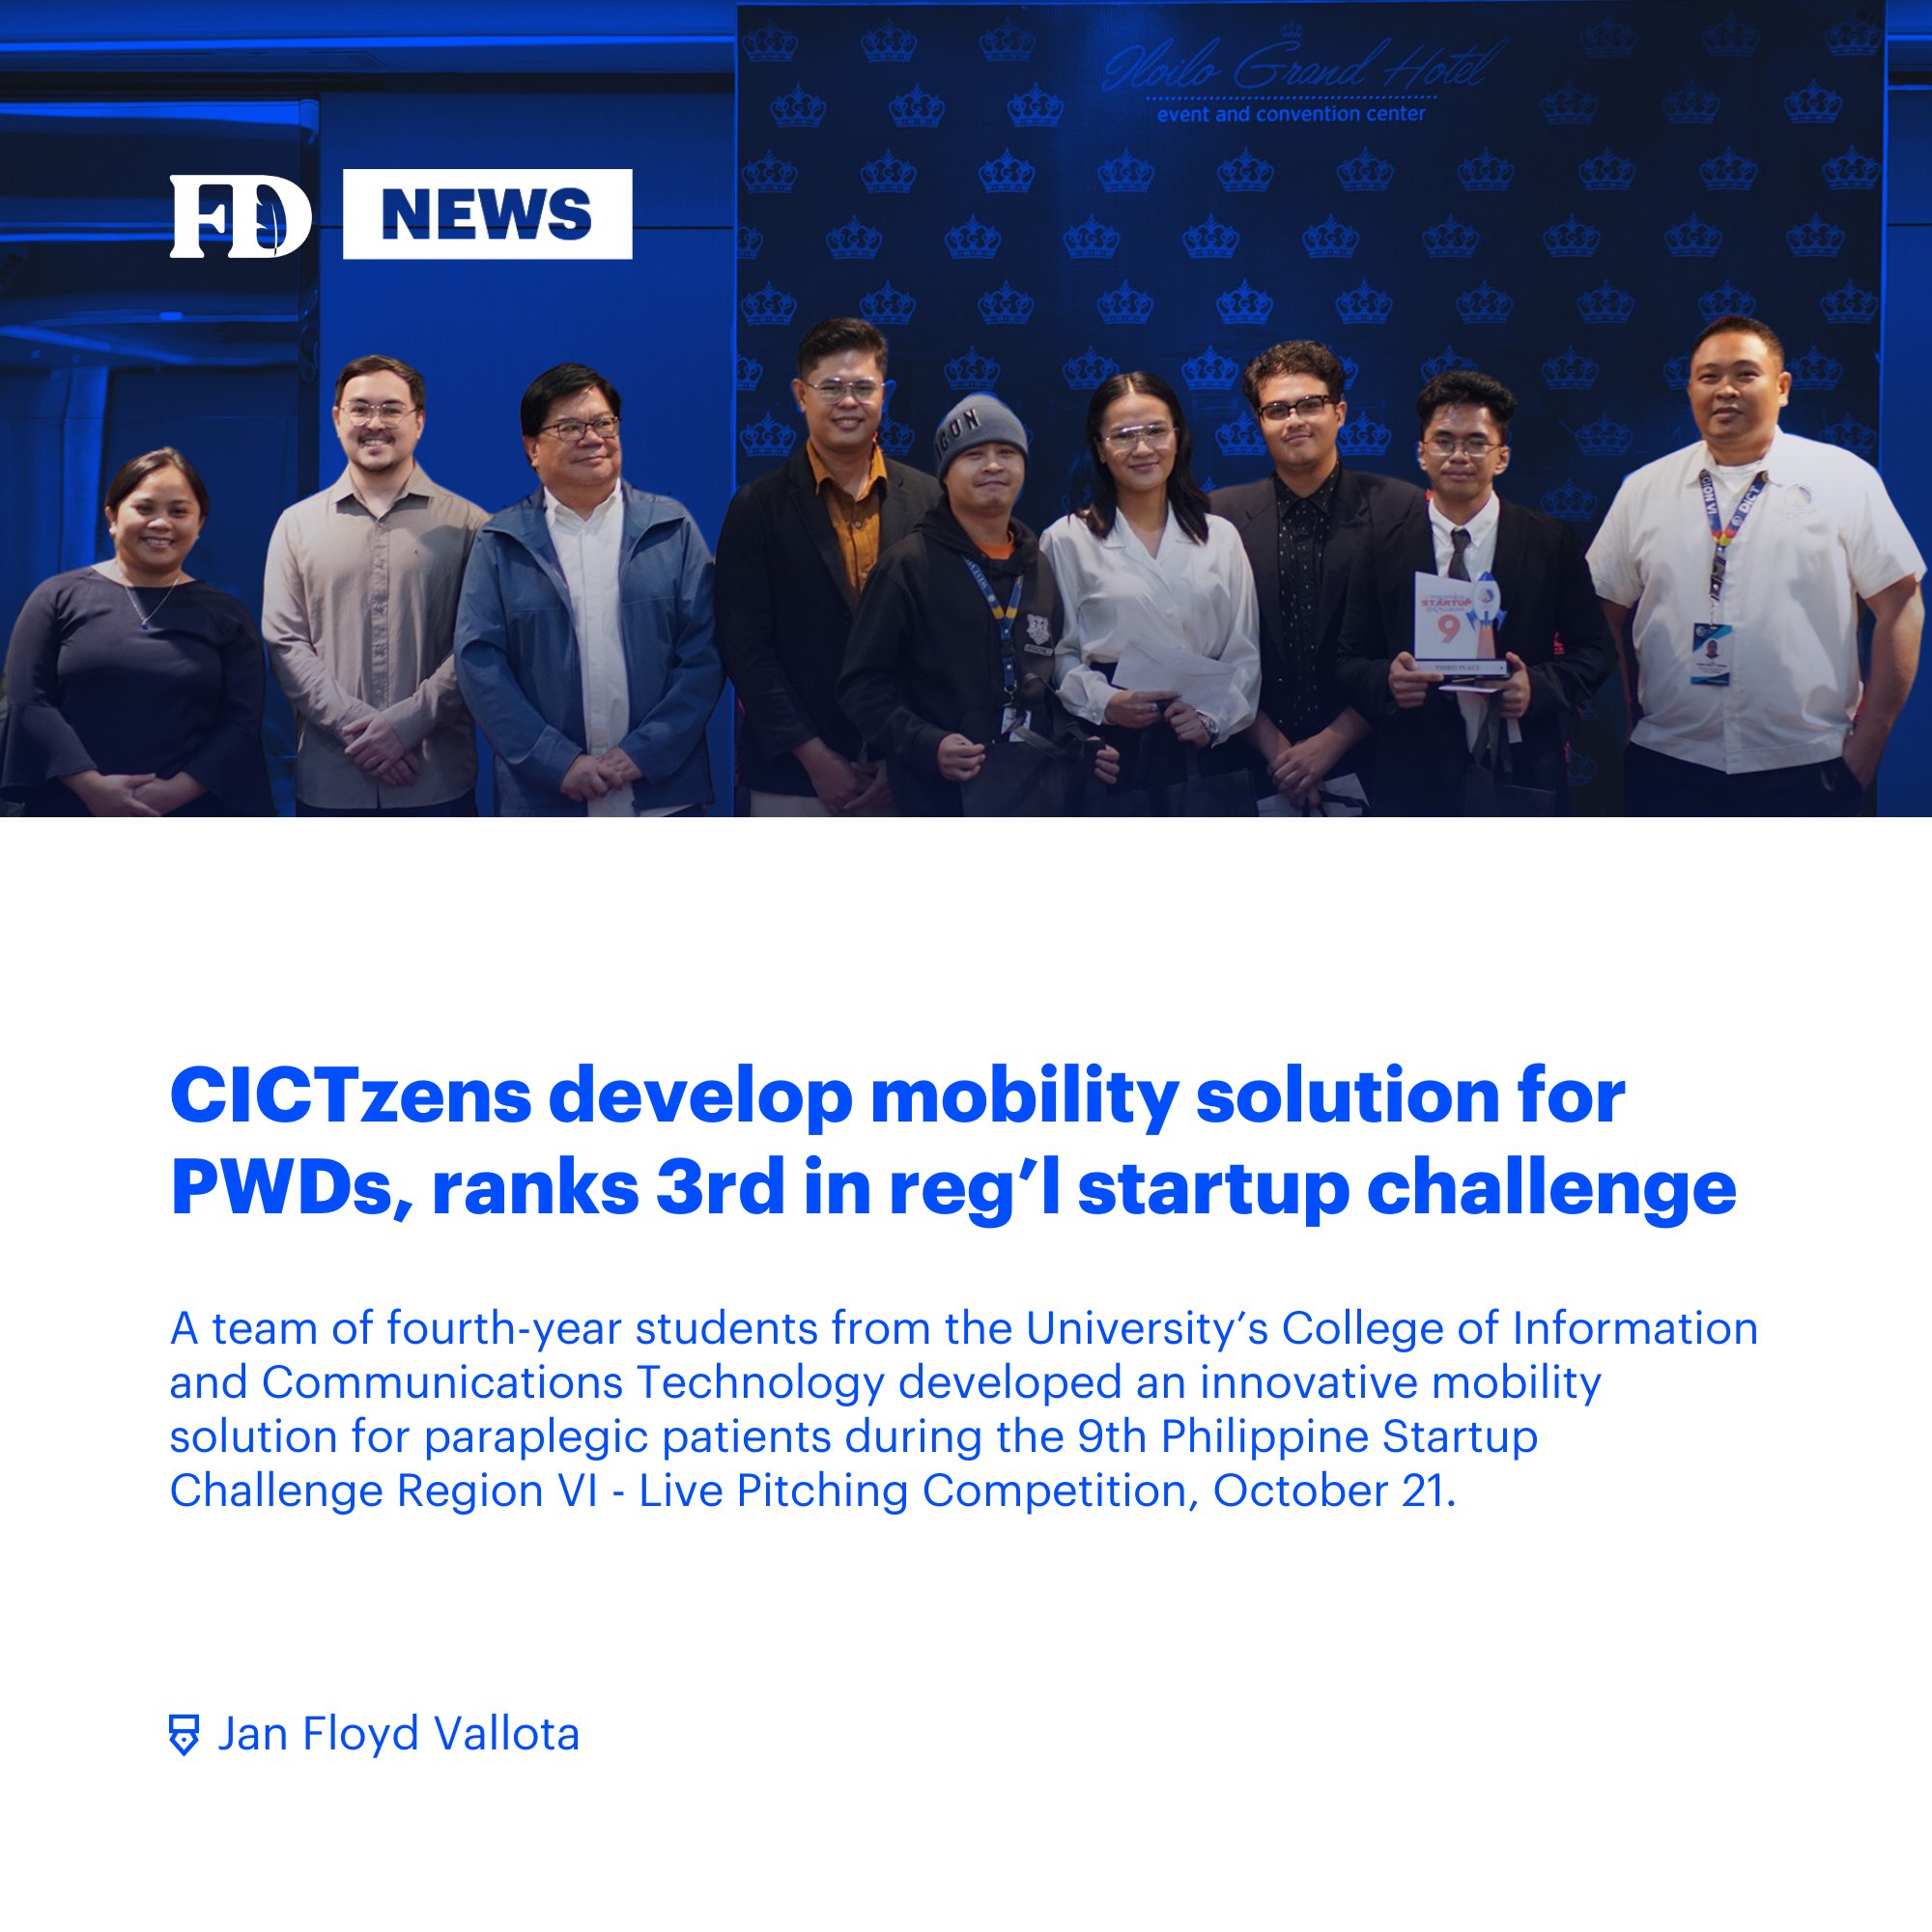 Iloilo Grand Hotel
event and convention center
FD NEWS
ICON
DICT
STARTUP
9
THIRD PLACE
CICTzens develop mobility solution for
PWDs, ranks 3rd in reg’l startup challenge
A team of fourth-year students from the University’s College of Information
and Communications Technology developed an innovative mobility
solution for paraplegic patients during the 9th Philippine Startup
Challenge Region VI - Live Pitching Competition, October 21.
Jan Floyd Vallota